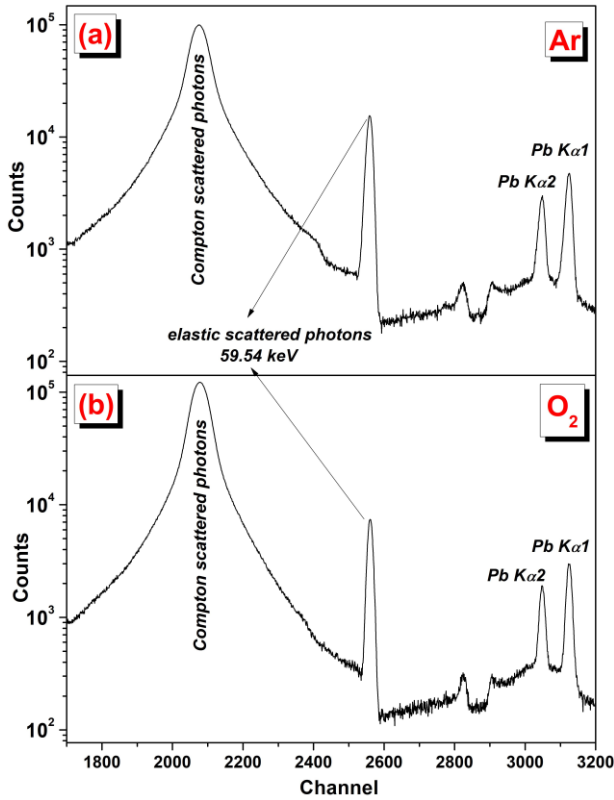 (a)
Ar
10^5
10^4
10^3
10^2
Counts
Compton scattered photons
Pb Kα1
Pb Kα2
elastic scattered photons
59.54 keV
(b)
O₂
10^5
10^4
10^3
10^2
Counts
Compton scattered photons
Pb Kα1
Pb Kα2
1800 2000 2200 2400 2600 2800 3000 3200
Channel